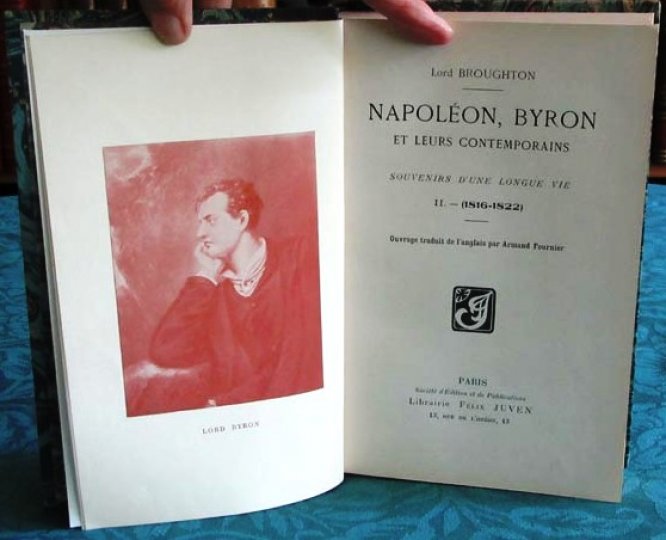 LORD BYRON
Lord BROUGHTON
NAPOLÉON, BYRON
ET LEURS CONTEMPORAINS
SOUVENIRS D'UNE LONGUE VIE
II. — (1816-1822)
Ouvrage traduit de l'anglais par Armand Fournier
PARIS
Société d'Édition et de Publications
Librairie FÉLIX JUVEN
13, RUE DE L'ODÉON, 13